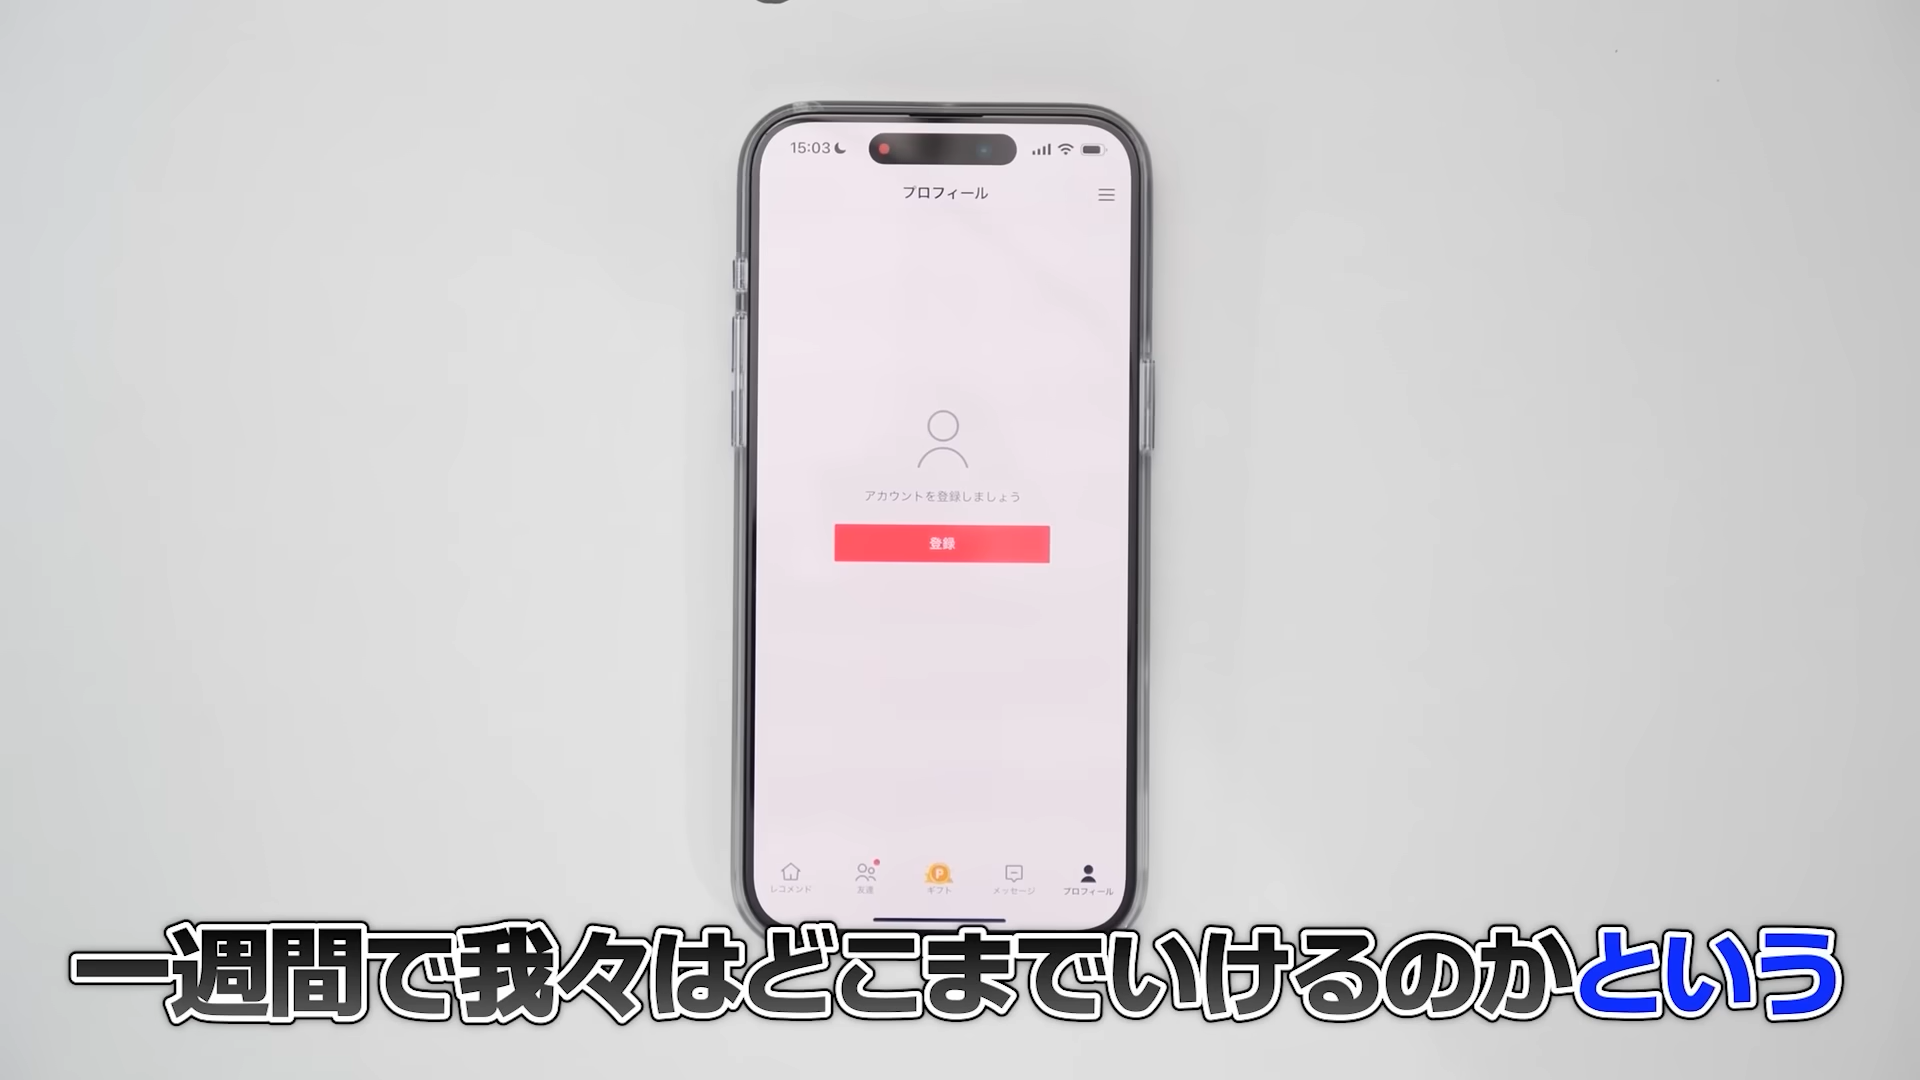 15:03
プロフィール
アカウントを登録しましょう
登録
レコメンド
友達
P
ギフト
メッセージ
プロフィール
一週間で我々はどこまでいけるのかという